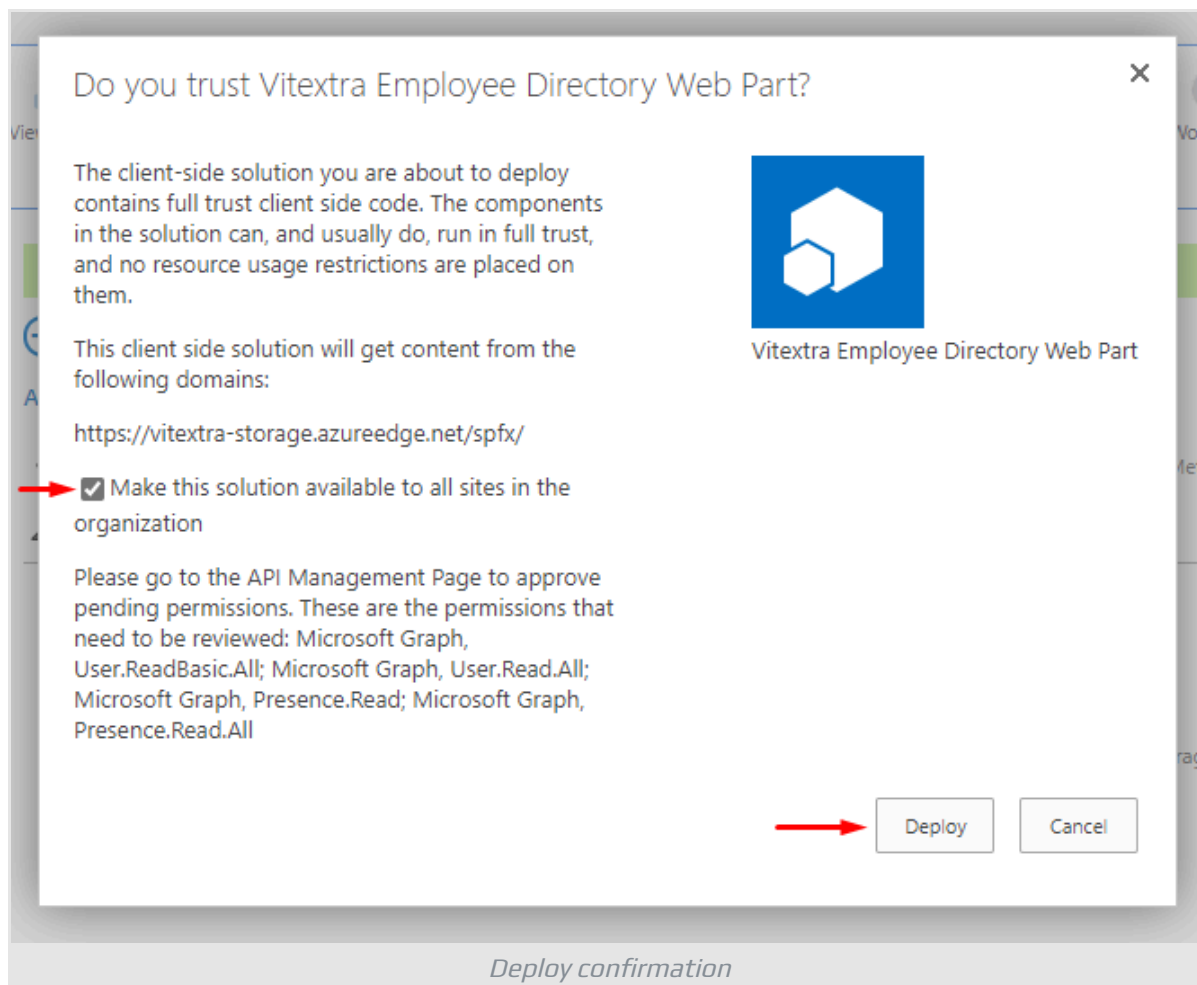 Do you trust Vitextra Employee Directory Web Part?
The client-side solution you are about to deploy
contains full trust client side code. The components
in the solution can, and usually do, run in full trust,
and no resource usage restrictions are placed on
them.
This client side solution will get content from the
following domains:
https://vitextra-storage.azureedge.net/spfx/
Make this solution available to all sites in the
organization
Please go to the API Management Page to approve
pending permissions. These are the permissions that
need to be reviewed: Microsoft Graph,
User.ReadBasic.All; Microsoft Graph, User.Read.All;
Microsoft Graph, Presence.Read; Microsoft Graph,
Presence.Read.All
Vitextra Employee Directory Web Part
Deploy
Cancel
Deploy confirmation